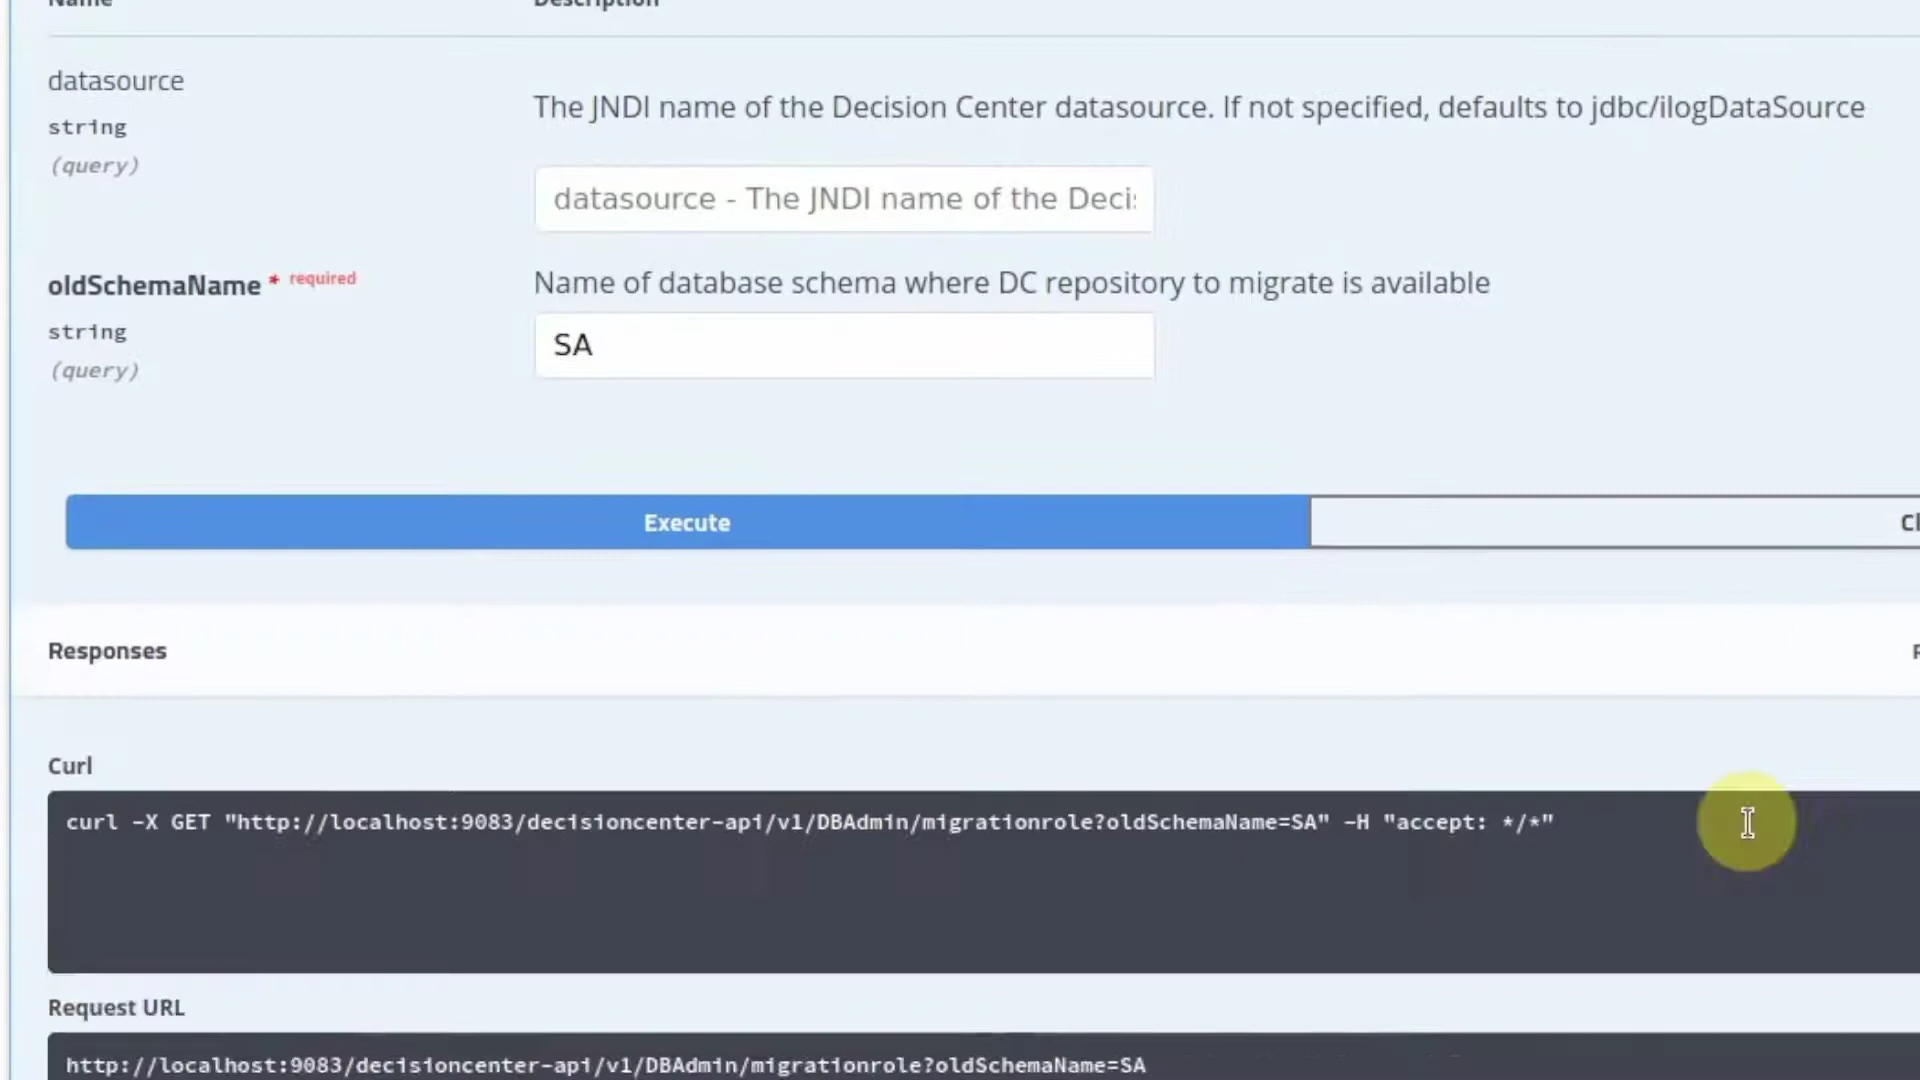 Name Description
datasource
string
(query)
The JNDI name of the Decision Center datasource. If not specified, defaults to jdbc/ilogDataSource
datasource - The JNDI name of the Deci
oldSchemaName * required
string
(query)
Name of database schema where DC repository to migrate is available
SA
Execute
Cl
Responses
Curl
curl -X GET "http://localhost:9083/decisioncenter-api/v1/DBAdmin/migrationrole?oldSchemaName=SA" -H "accept: */*"
Request URL
http://localhost:9083/decisioncenter-api/v1/DBAdmin/migrationrole?oldSchemaName=SA